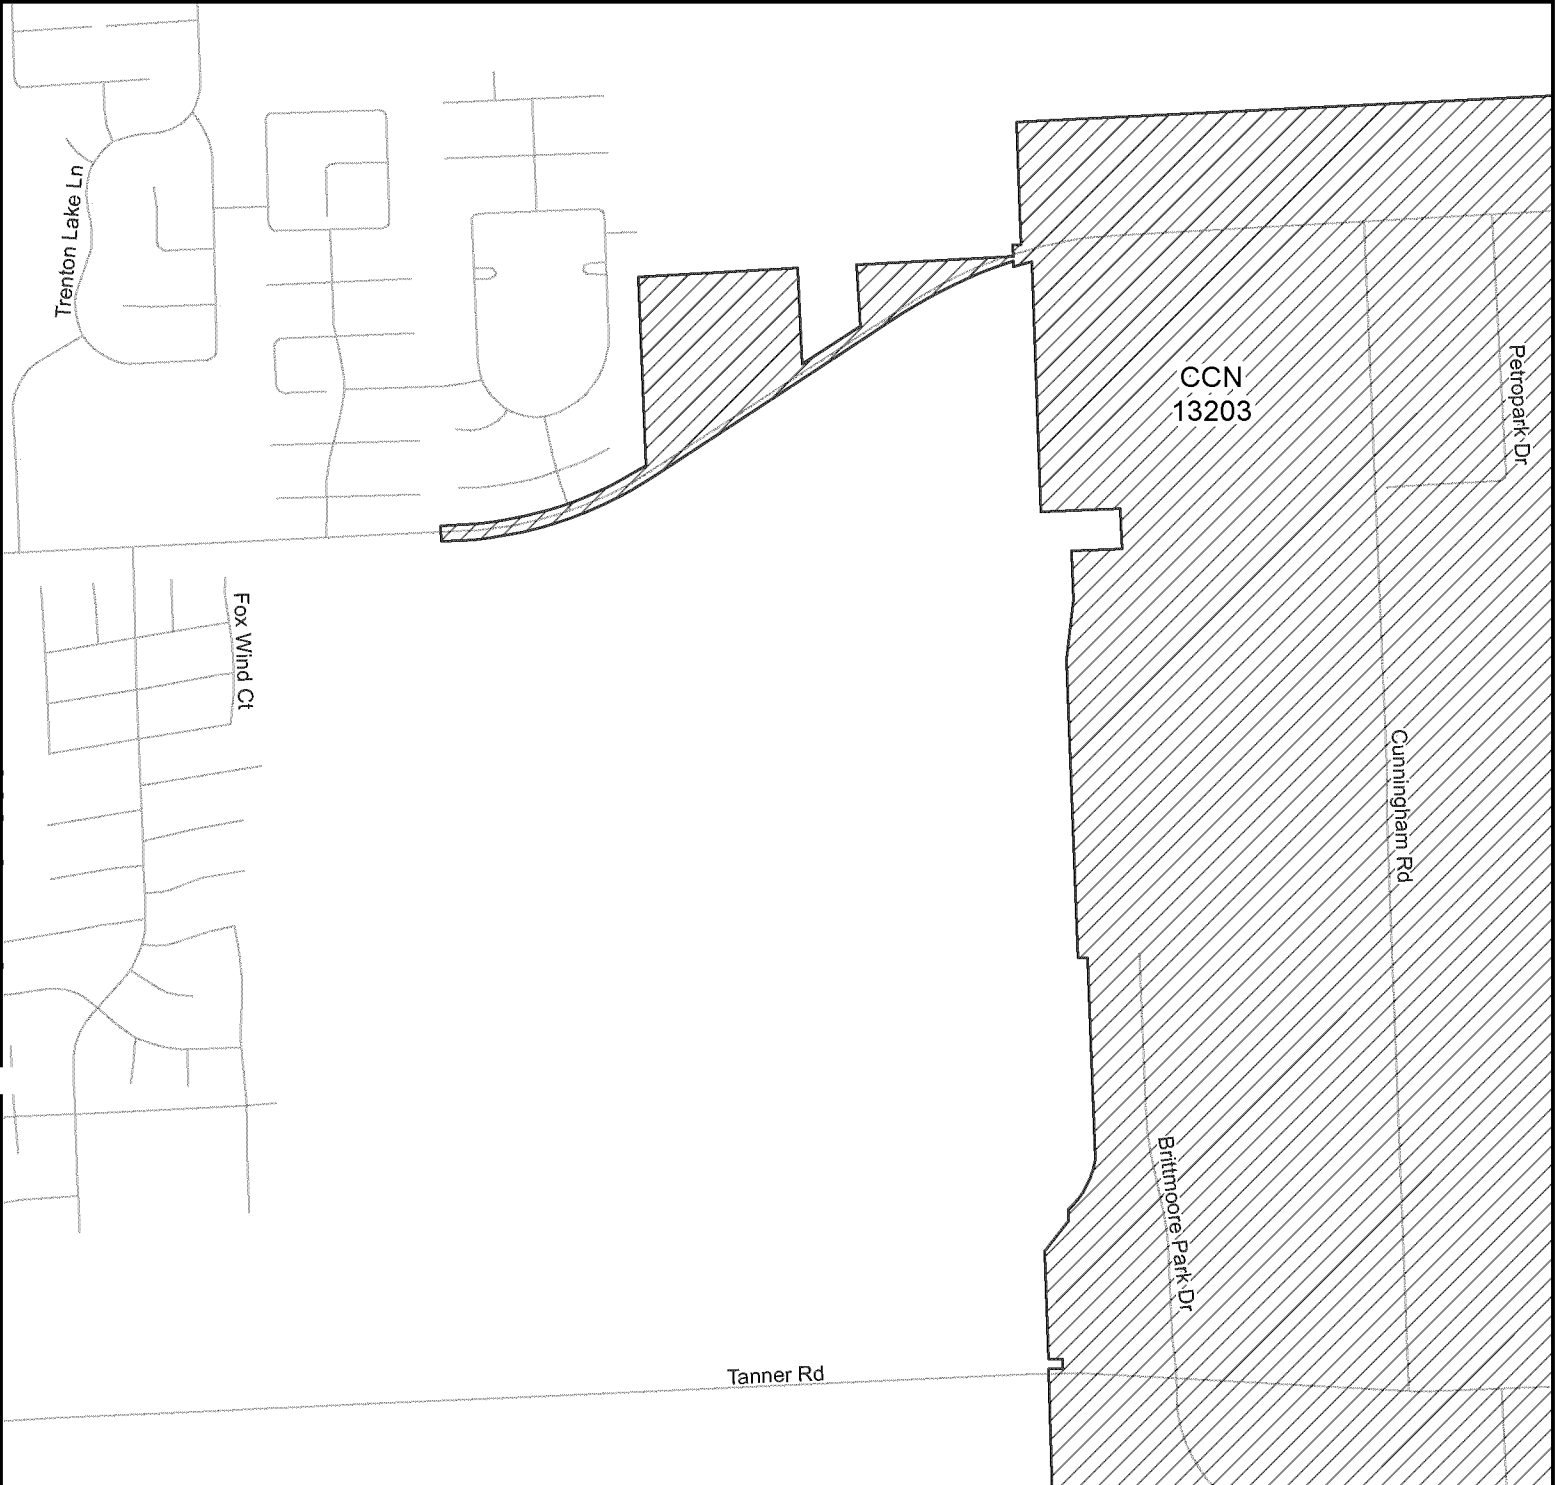 Trenton Lake Ln
CCN
13203
Petropark Dr
Fox Wind Ct
Cunningham Rd
Brittmoore Park Dr
Tanner Rd